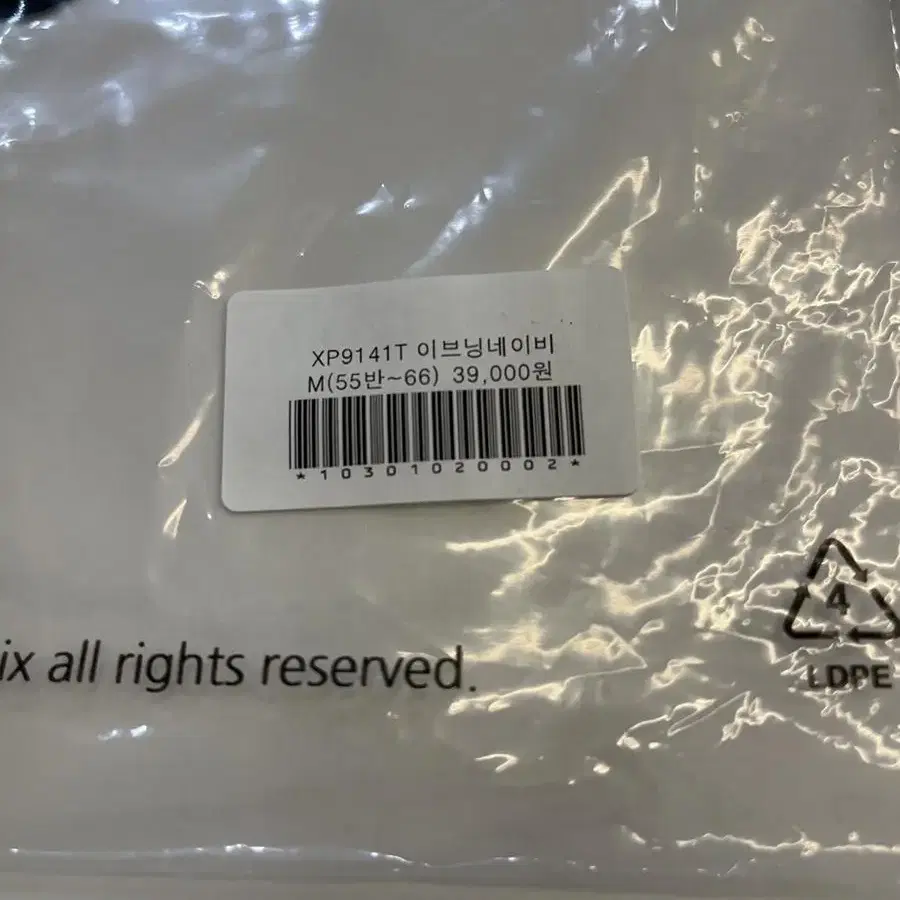 XP9141T 이브닝네이비
M(55반~66) 39,000원
*10301020002*
ix all rights reserved.
4
LDPE